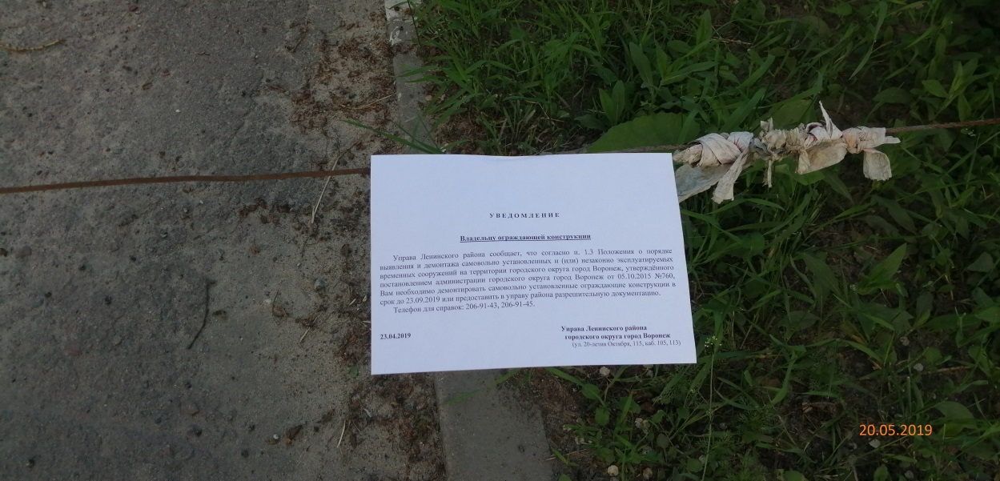 УВЕДОМЛЕНИЕ
Владельцу ограждающей конструкции
Управа Ленинского района сообщает, что согласно п. 1.3 Положения о порядке
выявления и демонтажа самовольно установленных и (или) незаконно эксплуатируемых
временных сооружений на территории городского округа город Воронеж, утверждённого
постановлением администрации городского округа город Воронеж от 05.10.2015 №760,
Вам необходимо демонтировать самовольно установленные ограждающие конструкции в
срок до 23.09.2019 или предоставить в управу района разрешительную документацию.
Телефон для справок: 206-91-43, 206-91-45.
23.04.2019
Управа Ленинского района
городского округа город Воронеж
(ул. 20-летия Октября, 115, каб. 105, 113)
20.05.2019